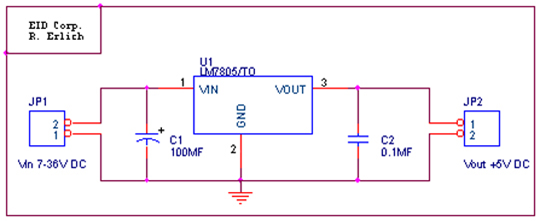 EID Corp.
R. Erlich
U1
LM7805/TO
1
VIN
VOUT
3
GND
2
JP1
2
1
Vin 7-36V DC
+
C1
100MF
C2
0.1MF
JP2
1
2
Vout +5V DC